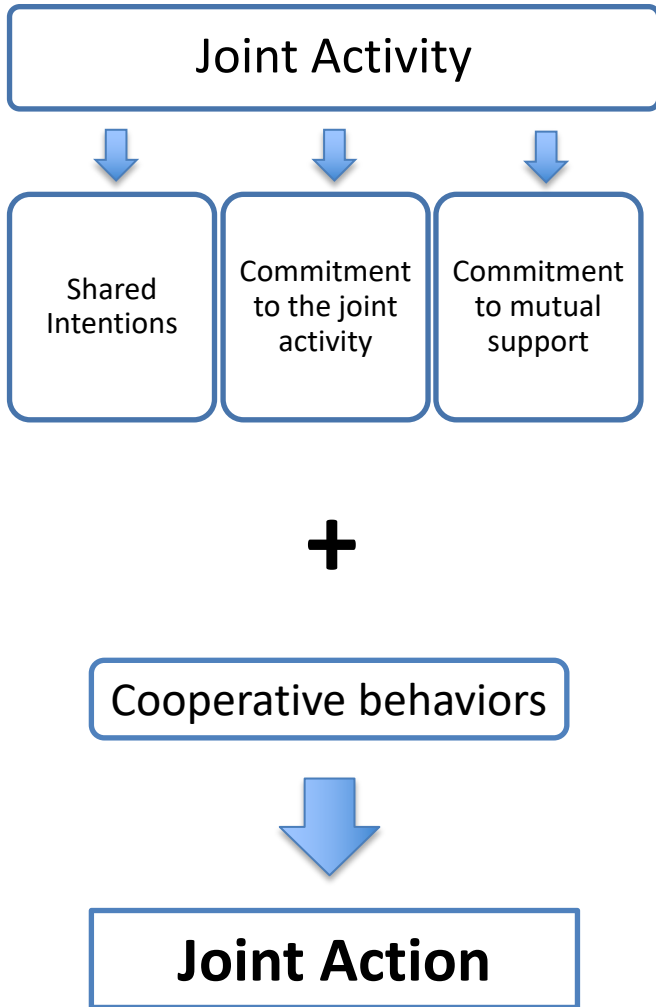 Joint Activity
Shared
Intentions
Commitment
to the joint
activity
Commitment
to mutual
support
+
Cooperative behaviors
Joint Action